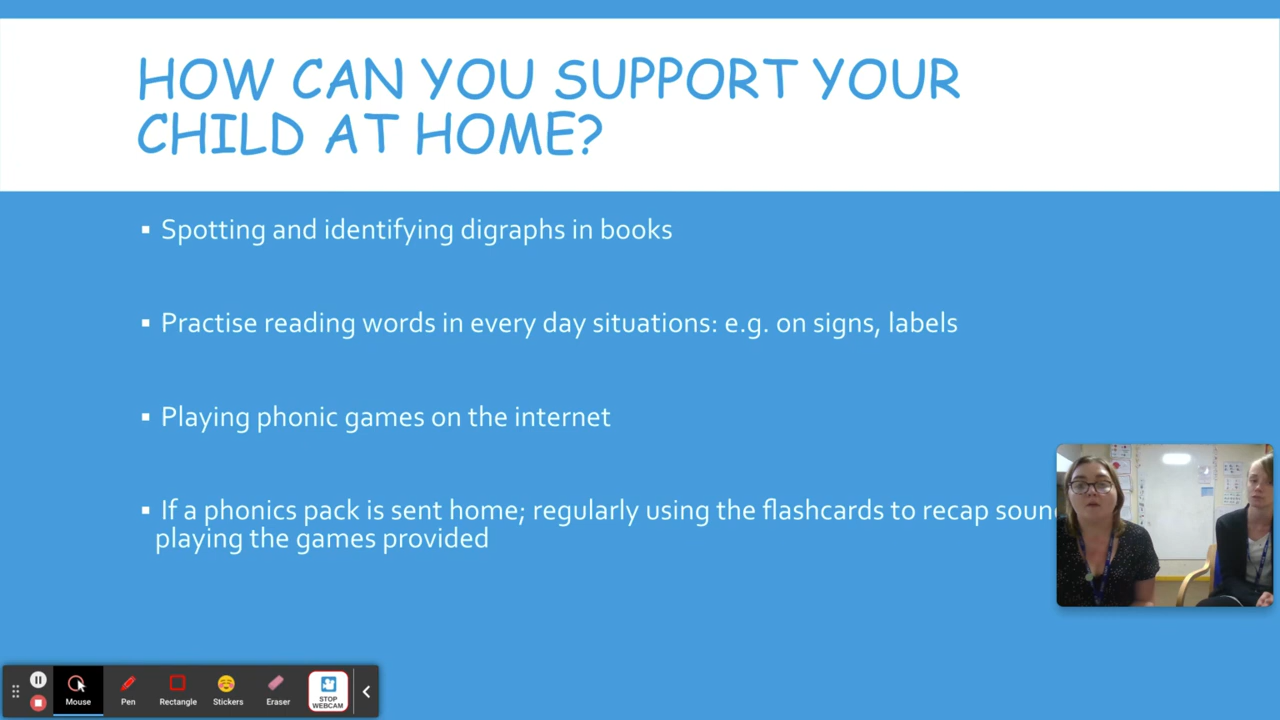 HOW CAN YOU SUPPORT YOUR
CHILD AT HOME?
▪ Spotting and identifying digraphs in books
▪ Practise reading words in every day situations: e.g. on signs, labels
▪ Playing phonic games on the internet
▪ If a phonics pack is sent home; regularly using the flashcards to recap
playing the games provided
Mouse
Pen
Rectangle
Stickers
Eraser
STOP
WEBCAM